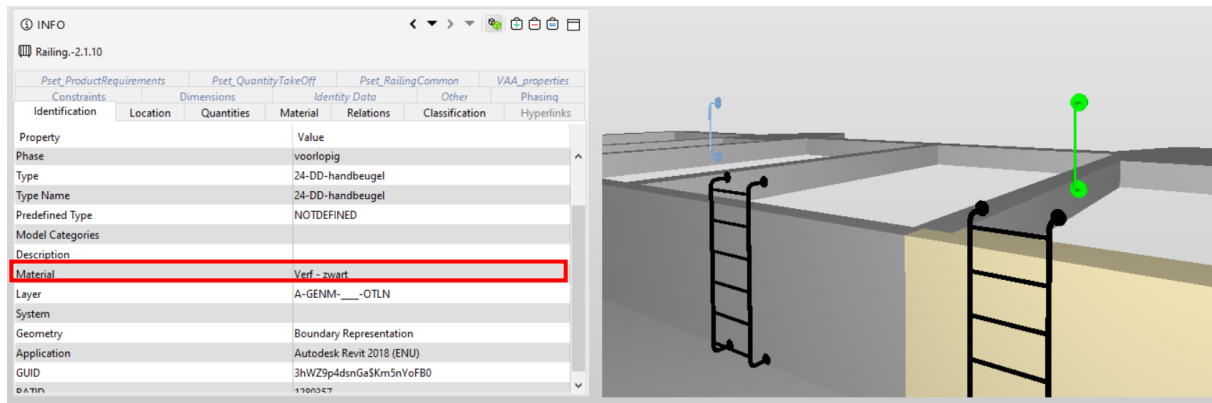 INFO
Railing.-2.1.10
Pset_ProductRequirements Pset_QuantityTakeOff Pset_RailingCommon VAA_properties
Constraints Dimensions Identity Data Other Phasing
Identification Location Quantities Material Relations Classification Hyperlinks
Property Value
Phase voorlopig
Type 24-DD-handbeugel
Type Name 24-DD-handbeugel
Predefined Type NOTDEFINED
Model Categories
Description
Material Verf - zwart
Layer A-GENM-___-OTLN
System
Geometry Boundary Representation
Application Autodesk Revit 2018 (ENU)
GUID 3hWZ9p4dsnGa$Km5nYoFB0
BATID 1280357